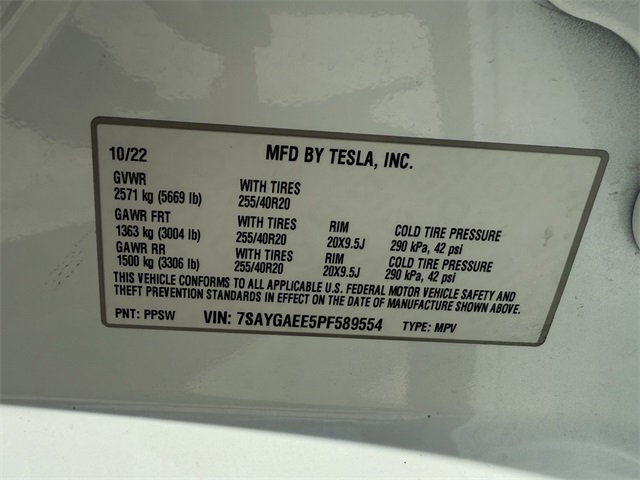 10/22 MFD BY TESLA, INC.
GVWR WITH TIRES
2571 kg (5669 lb) 255/40R20
GAWR FRT WITH TIRES RIM COLD TIRE PRESSURE
1363 kg (3004 lb) 255/40R20 20X9.5J 290 kPa, 42 psi
GAWR RR WITH TIRES RIM COLD TIRE PRESSURE
1500 kg (3306 lb) 255/40R20 20X9.5J 290 kPa, 42 psi
THIS VEHICLE CONFORMS TO ALL APPLICABLE U.S. FEDERAL MOTOR VEHICLE SAFETY AND
THEFT PREVENTION STANDARDS IN EFFECT ON THE DATE OF MANUFACTURE SHOWN ABOVE.
PNT: PPSW VIN: 7SAYGAEE5PF589554 TYPE: MPV